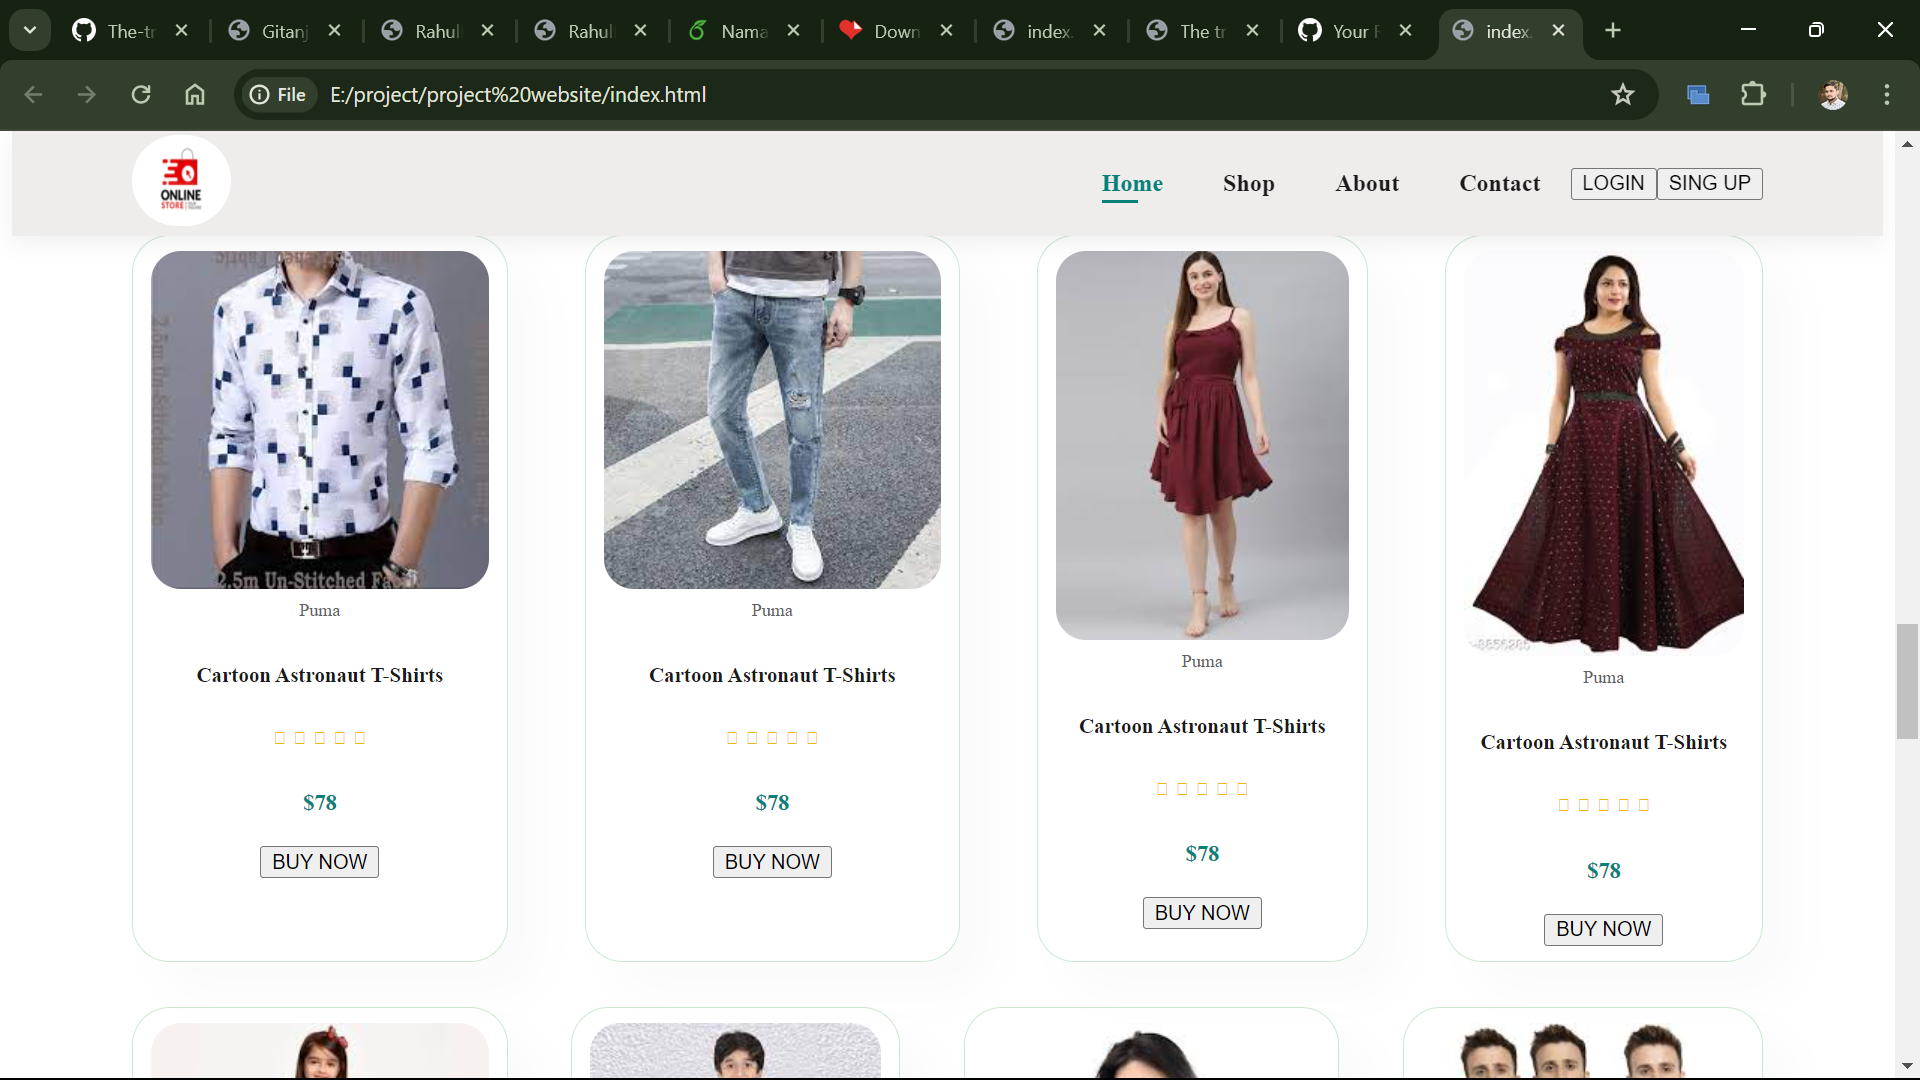 The-tr
Gitanj
Rahul
Rahul
Nama
Down
index.
The tr
Your R
index.
File
E:/project/project%20website/index.html
ONLINE
STORE
Home
Shop
About
Contact
LOGIN
SING UP
2.5m Un-Stitched Fabric
Puma
Cartoon Astronaut T-Shirts
$78
BUY NOW
Puma
Cartoon Astronaut T-Shirts
$78
BUY NOW
Puma
Cartoon Astronaut T-Shirts
$78
BUY NOW
Puma
Cartoon Astronaut T-Shirts
$78
BUY NOW